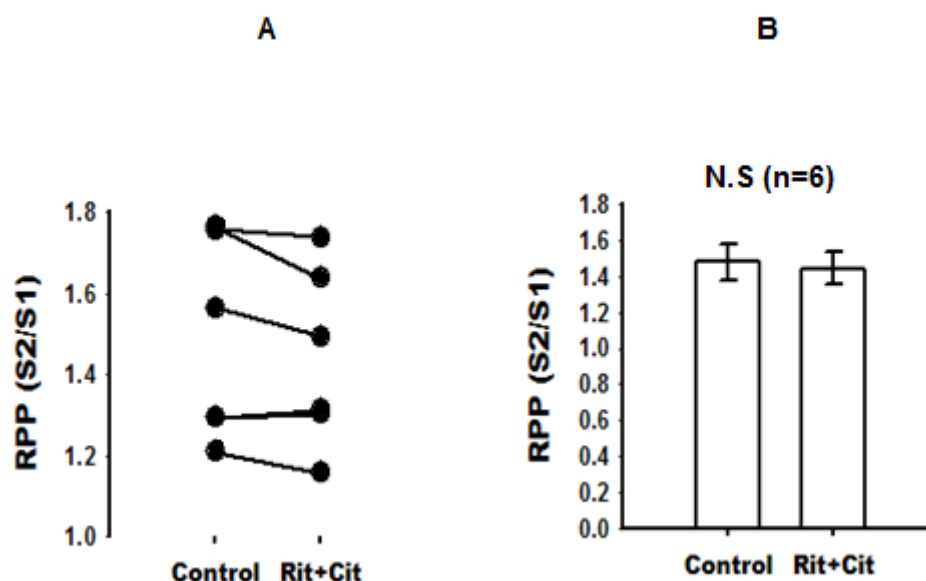 A
RPP (S2/S1)
1.8
1.6
1.4
1.2
1.0
Control Rit+Cit
B
N.S (n=6)
RPP (S2/S1)
1.8
1.6
1.4
1.2
1.0
0.8
0.6
0.4
0.2
0.0
Control Rit+Cit